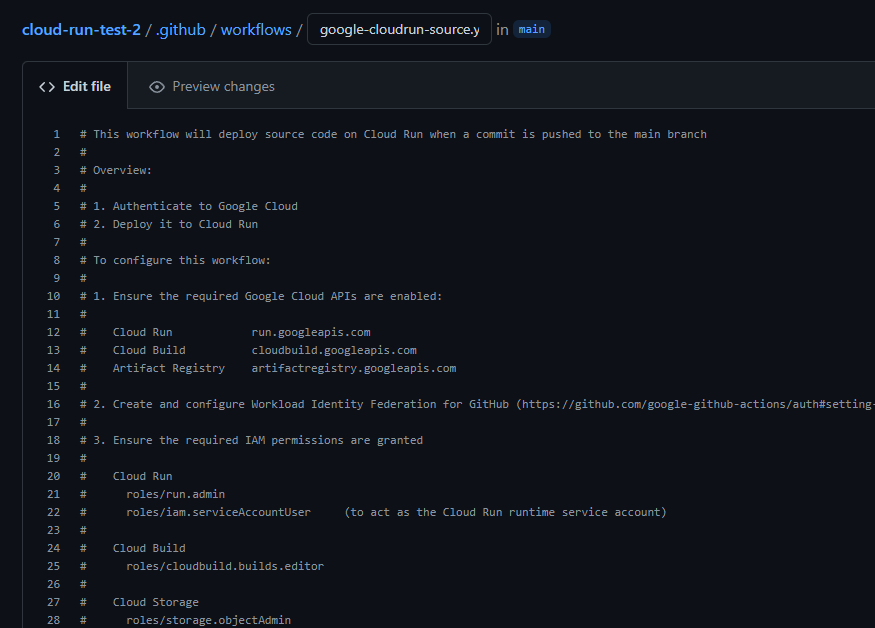 cloud-run-test-2 / .github / workflows / google-cloudrun-source.y in main
<> Edit file Preview changes
1 # This workflow will deploy source code on Cloud Run when a commit is pushed to the main branch
2 #
3 # Overview:
4 #
5 # 1. Authenticate to Google Cloud
6 # 2. Deploy it to Cloud Run
7 #
8 # To configure this workflow:
9 #
10 # 1. Ensure the required Google Cloud APIs are enabled:
11 #
12 #    Cloud Run            run.googleapis.com
13 #    Cloud Build          cloudbuild.googleapis.com
14 #    Artifact Registry    artifactregistry.googleapis.com
15 #
16 # 2. Create and configure Workload Identity Federation for GitHub (https://github.com/google-github-actions/auth#setting-
17 #
18 # 3. Ensure the required IAM permissions are granted
19 #
20 #    Cloud Run
21 #      roles/run.admin
22 #      roles/iam.serviceAccountUser     (to act as the Cloud Run runtime service account)
23 #
24 #    Cloud Build
25 #      roles/cloudbuild.builds.editor
26 #
27 #    Cloud Storage
28 #      roles/storage.objectAdmin